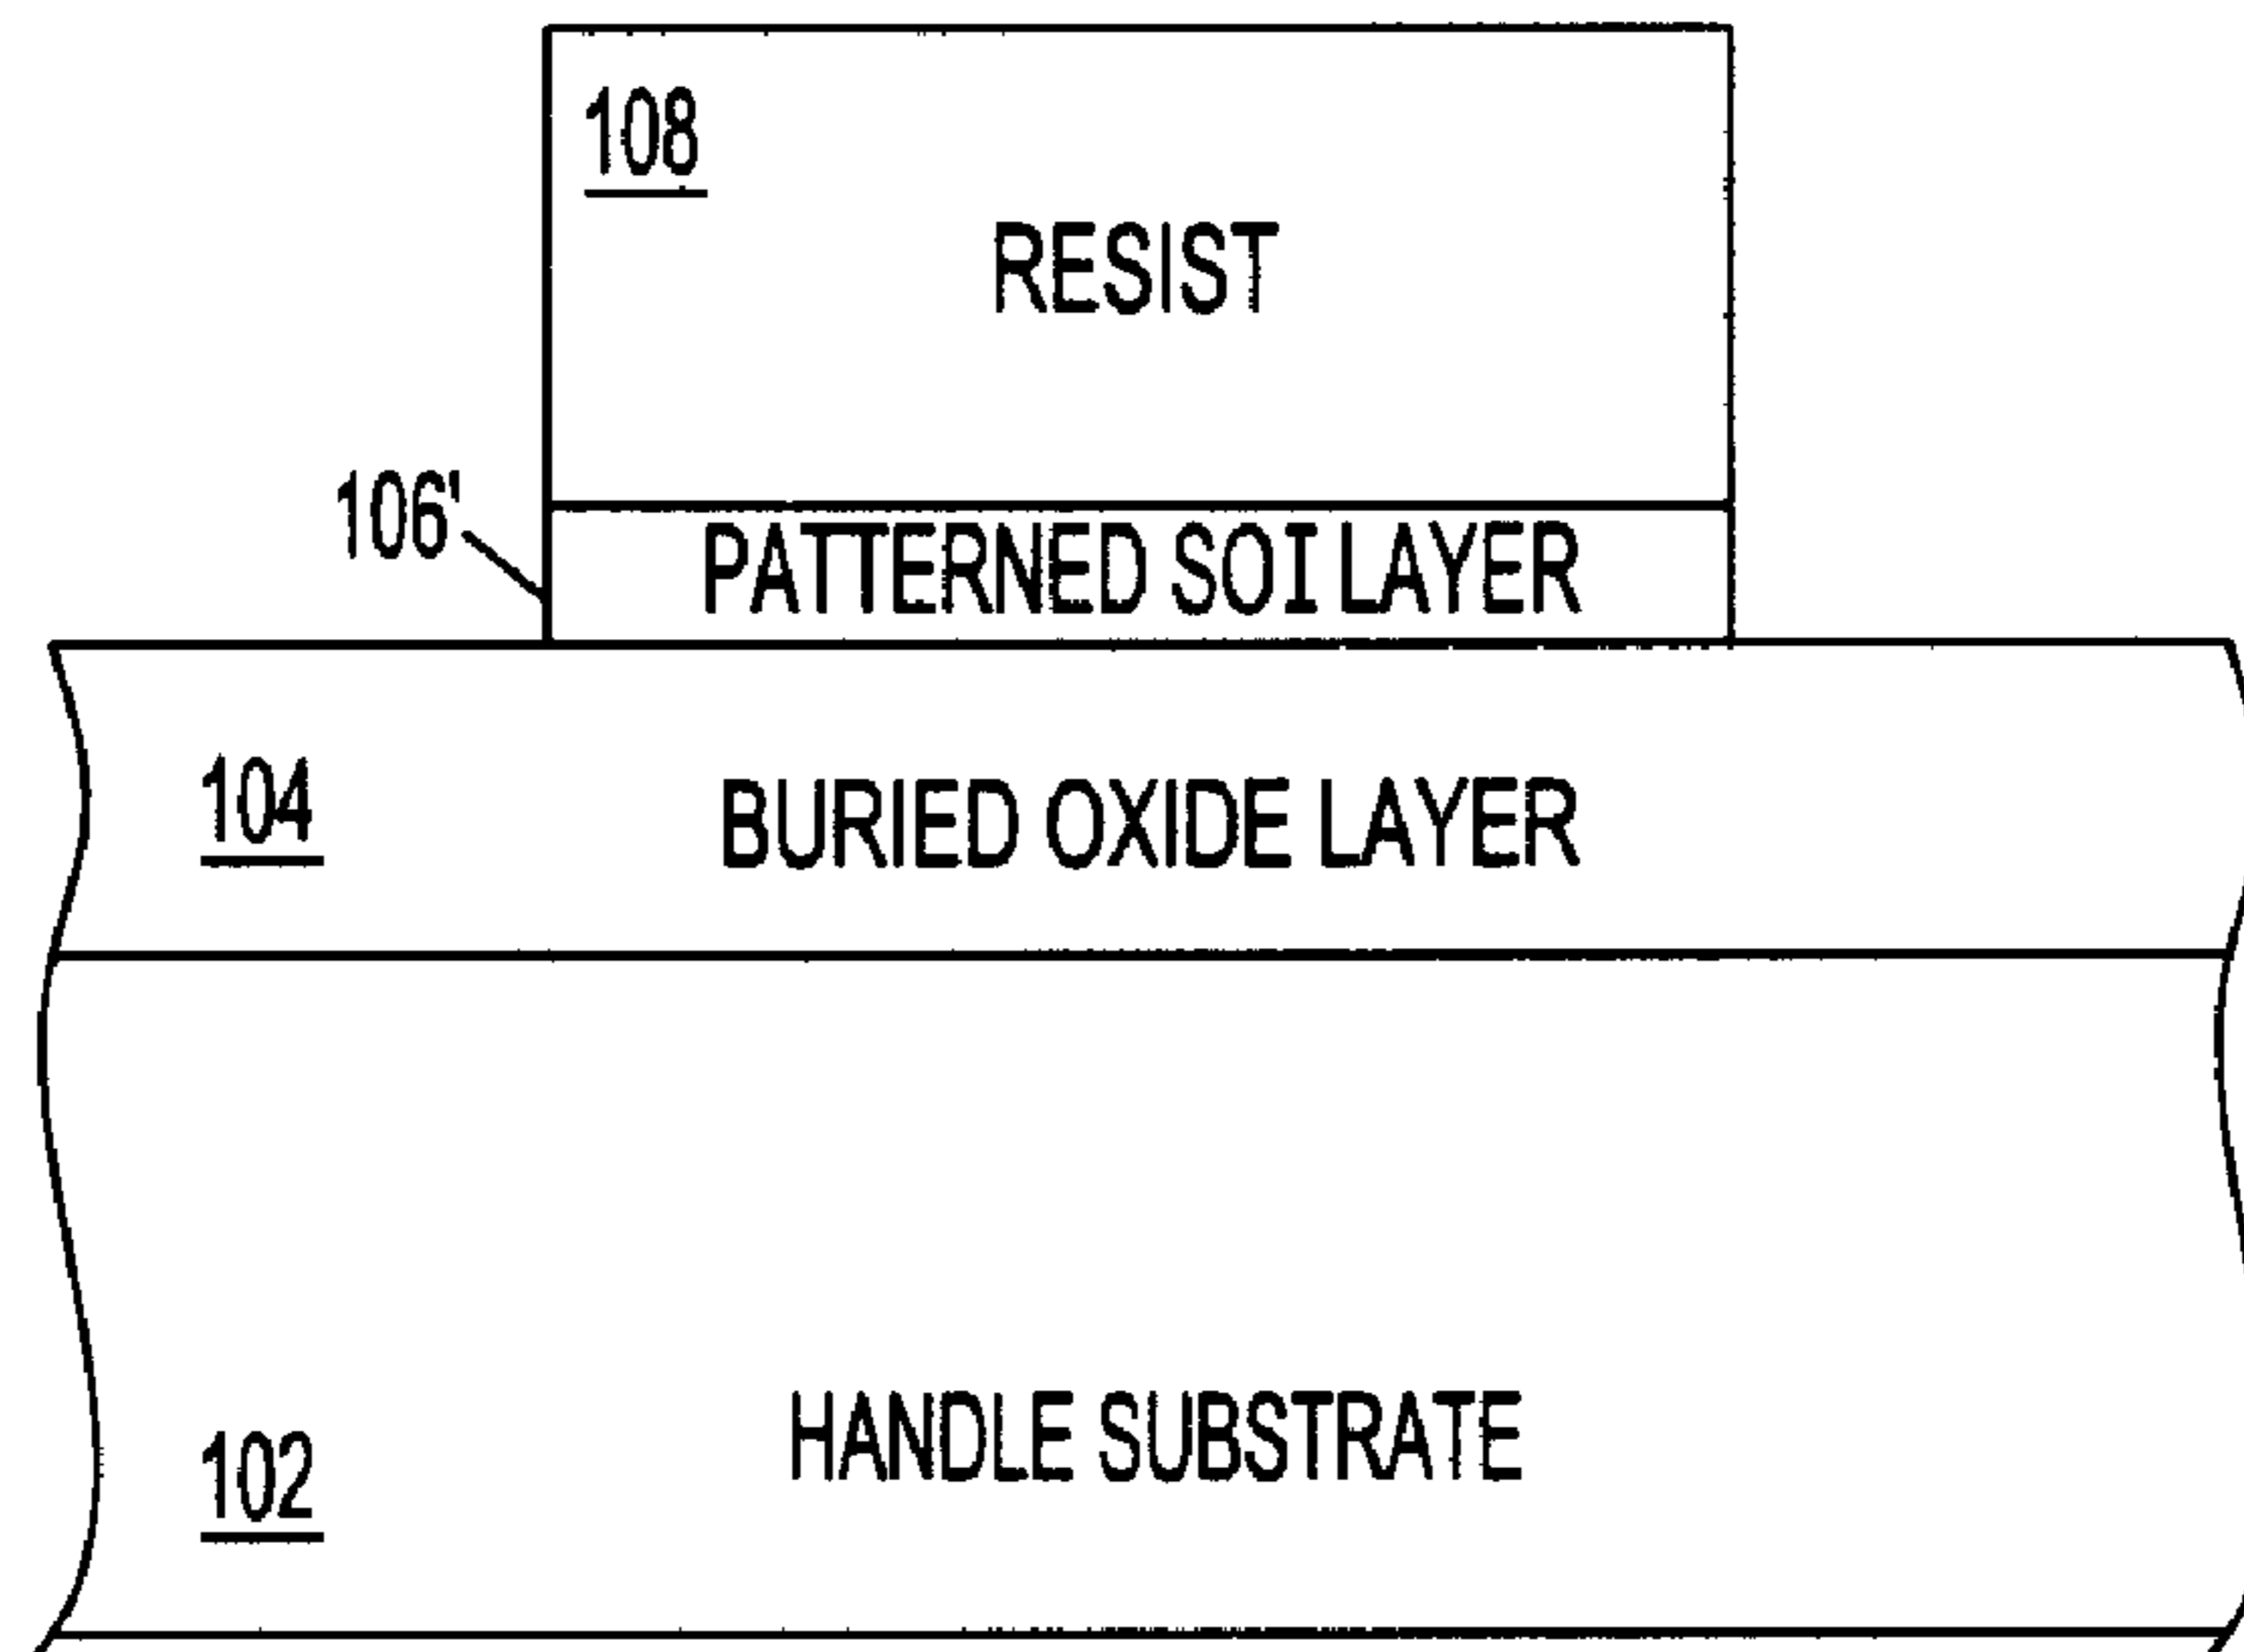 108
RESIST
106'
PATTERNED SOI LAYER
104
BURIED OXIDE LAYER
HANDLE SUBSTRATE
102